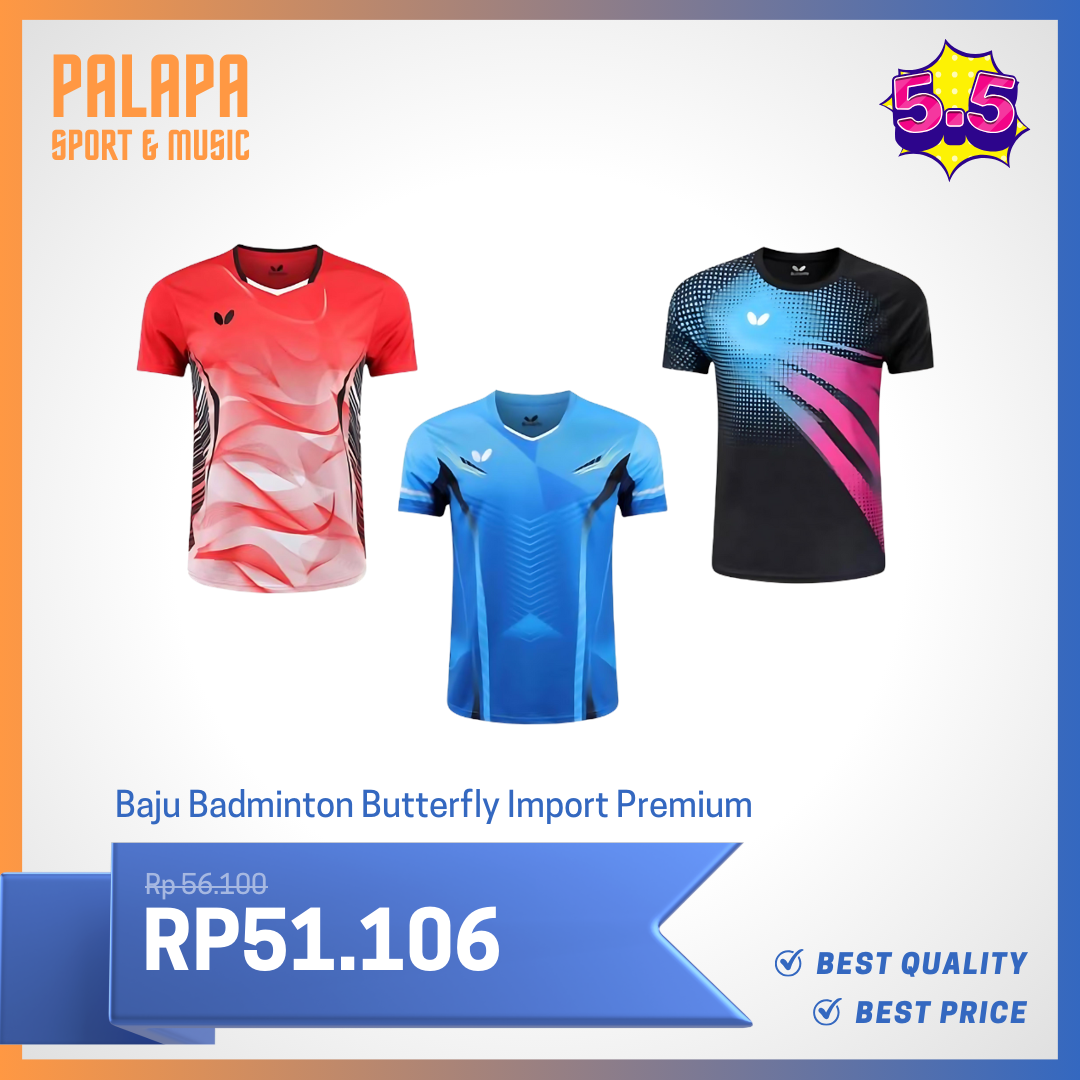 PALAPA
SPORT & MUSIC
5.5
Baju Badminton Butterfly Import Premium
Rp 56.100
RP51.106
BEST QUALITY
BEST PRICE